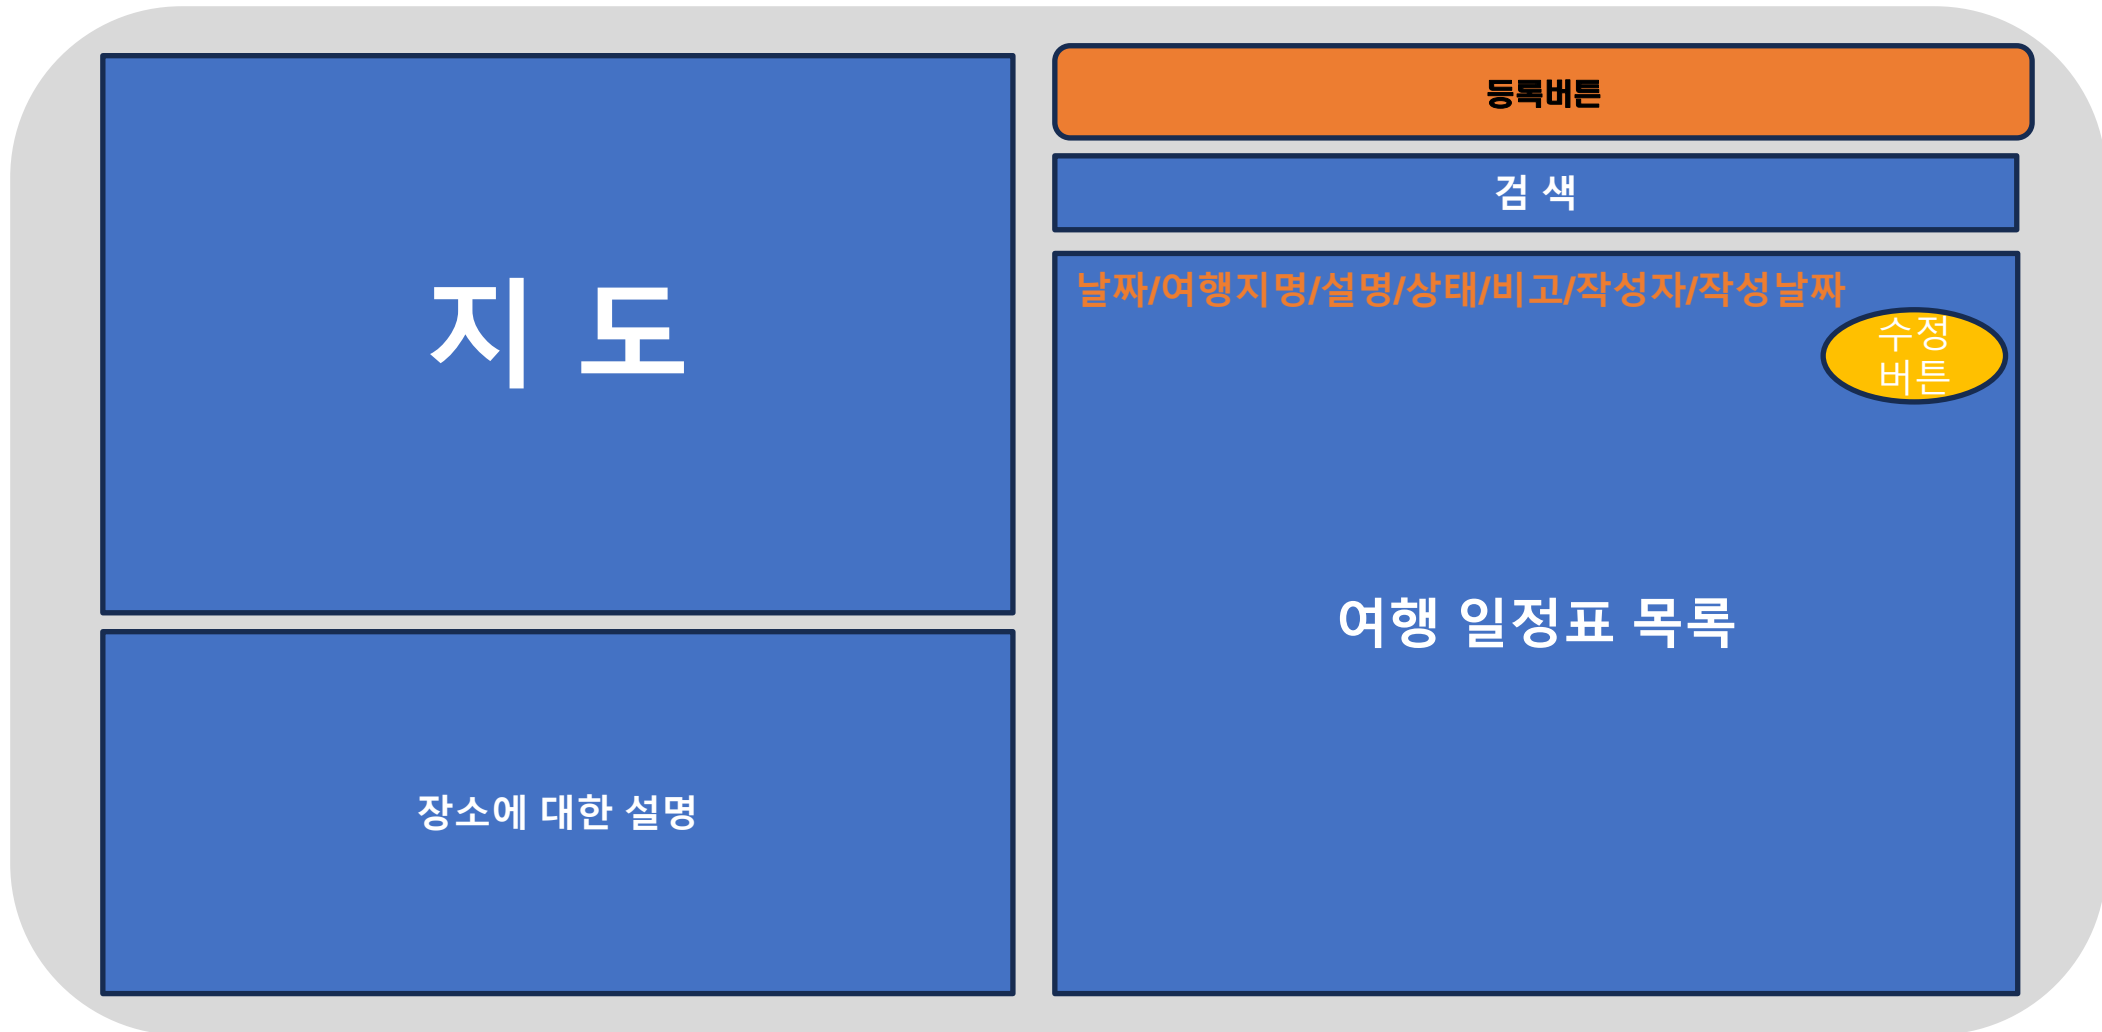 지 도
장소에 대한 설명
등록버튼
검 색
날짜/여행지명/설명/상태/비고/작성자/작성날짜
수정
버튼
여행 일정표 목록